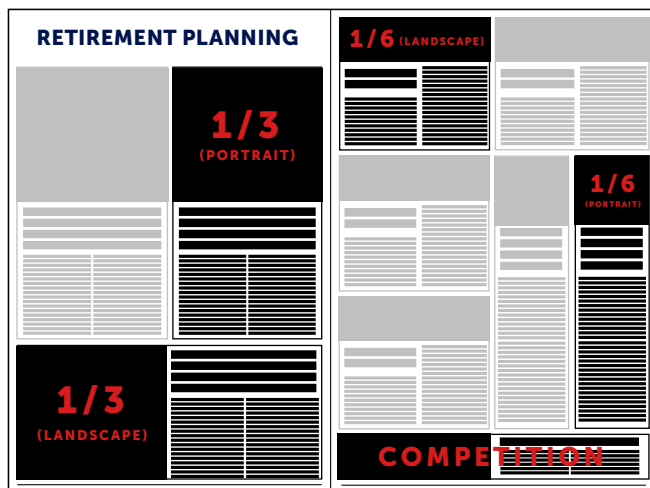 RETIREMENT PLANNING
1/3
(PORTRAIT)
1/3
(LANDSCAPE)
1/6 (LANDSCAPE)
1/6
(PORTRAIT)
COMPETITION